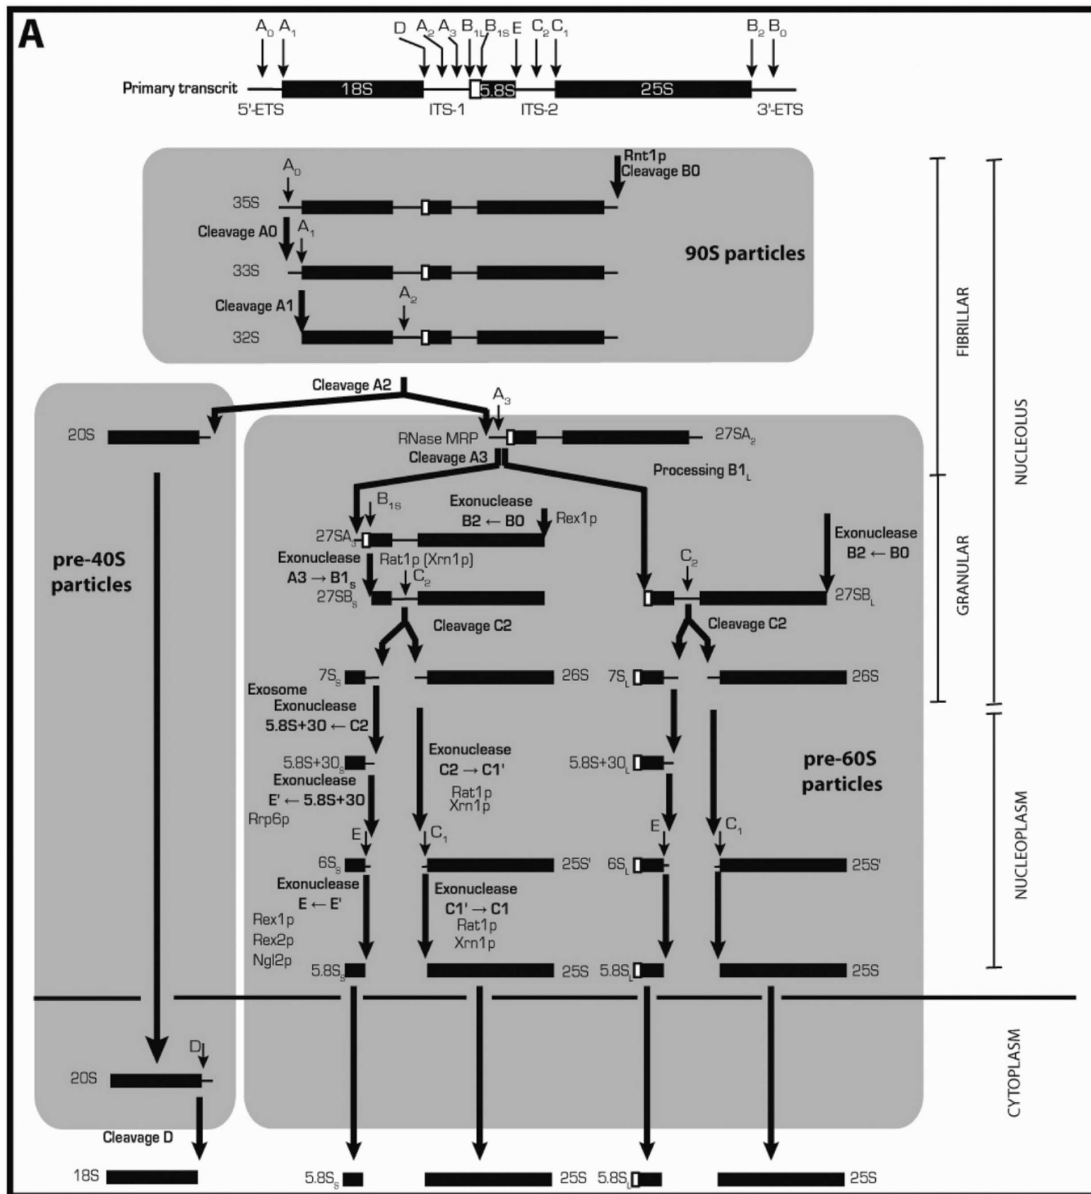 A
A0 A1 D A2 A3 B1L B1S E C2 C1 B2 B0
Primary transcrit 18S 5.8S 25S
5'-ETS ITS-1 ITS-2 3'-ETS
Rnt1p
Cleavage B0
A0
35S
Cleavage A0 A1
90S particles
33S
Cleavage A1 A2
32S
FIBRILLAR
NUCLEOLUS
Cleavage A2
A3
20S
RNase MRP 27SA2
Cleavage A3
Processing B1L
B1S
Exonuclease
B2 ← B0 Rex1p
Exonuclease
B2 ← B0
27SA3
pre-40S
particles
Exonuclease Rat1p (Xrn1p)
A3 → B1S C2
C2
27SBS 27SBL
GRANULAR
Cleavage C2 Cleavage C2
7SS 26S 7SL 26S
Exosome
Exonuclease
5.8S+30 ← C2
Exonuclease
C2 → C1'
Rat1p
Xrn1p
5.8S+30S 5.8S+30L
pre-60S
particles
Exonuclease
E' ← 5.8S+30
Rrp6p
E C1 E C1
6SS 25S' 6SL 25S'
NUCLEOPLASM
Exonuclease
E ← E'
Rex1p
Rex2p
Ngl2p
Exonuclease
C1' → C1
Rat1p
Xrn1p
5.8SS 25S 5.8SL 25S
D
20S
CYTOPLASM
Cleavage D
18S 5.8SS 25S 5.8SL 25S